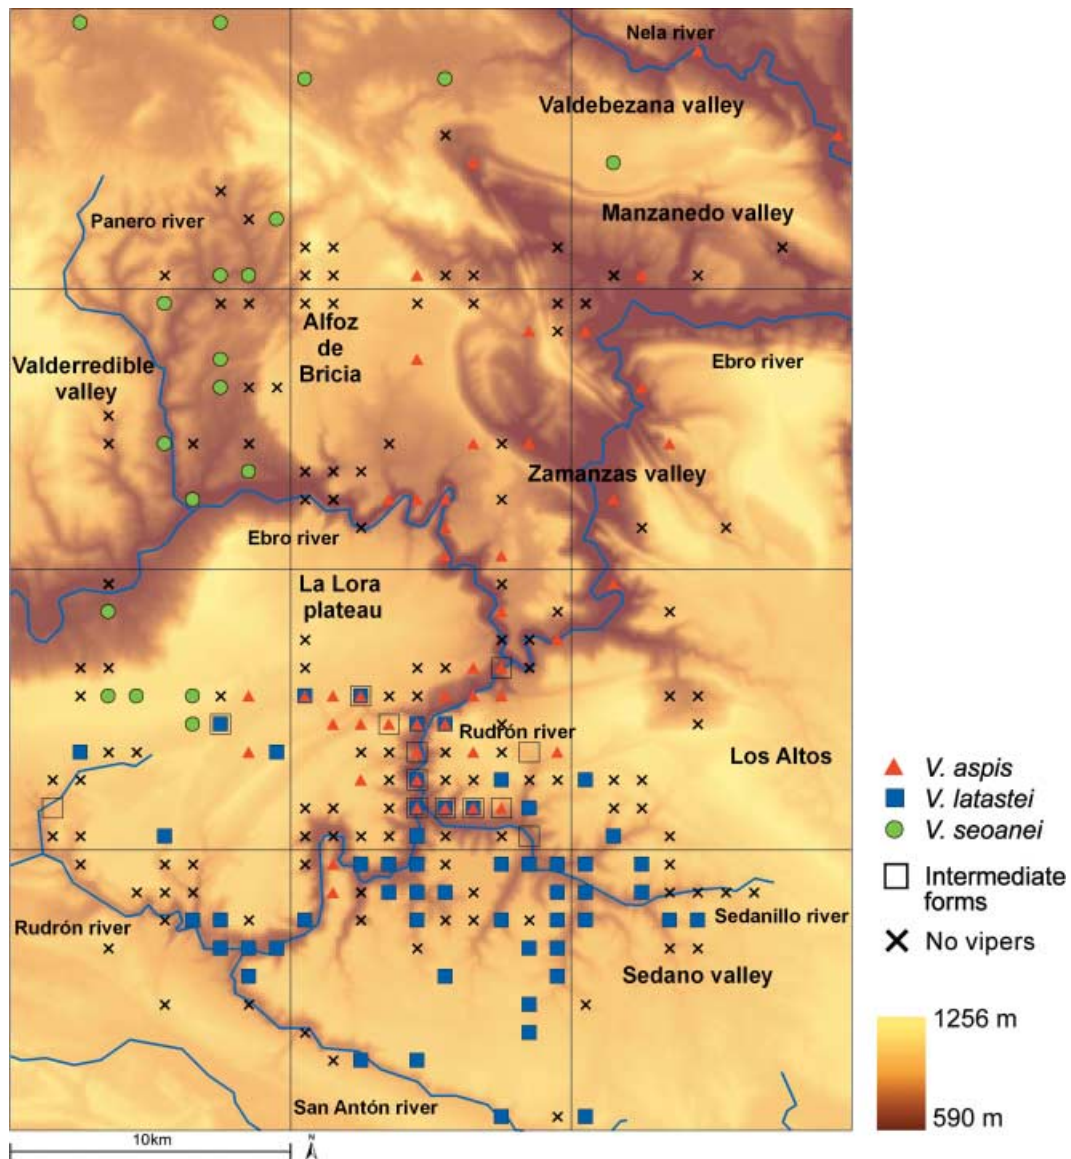 Nela river
Valdebezana valley
Panero river
Manzanedo valley
Alfoz
de
Bricia
Valderredible
valley
Ebro river
Zamanzas valley
Ebro river
La Lora
plateau
Rudrón river
Los Altos
Rudrón river
Sedanillo river
Sedano valley
San Antón river
10km
N
V. aspis
V. latastei
V. seoanei
Intermediate
forms
No vipers
1256 m
590 m